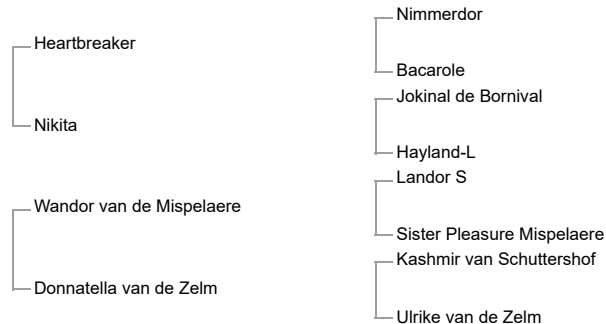 Nimmerdor
Heartbreaker
Bacarole
Jokinal de Bornival
Nikita
Hayland-L
Landor S
Wandor van de Mispelaere
Sister Pleasure Mispelaere
Kashmir van Schuttershof
Donnatella van de Zelm
Ulrike van de Zelm